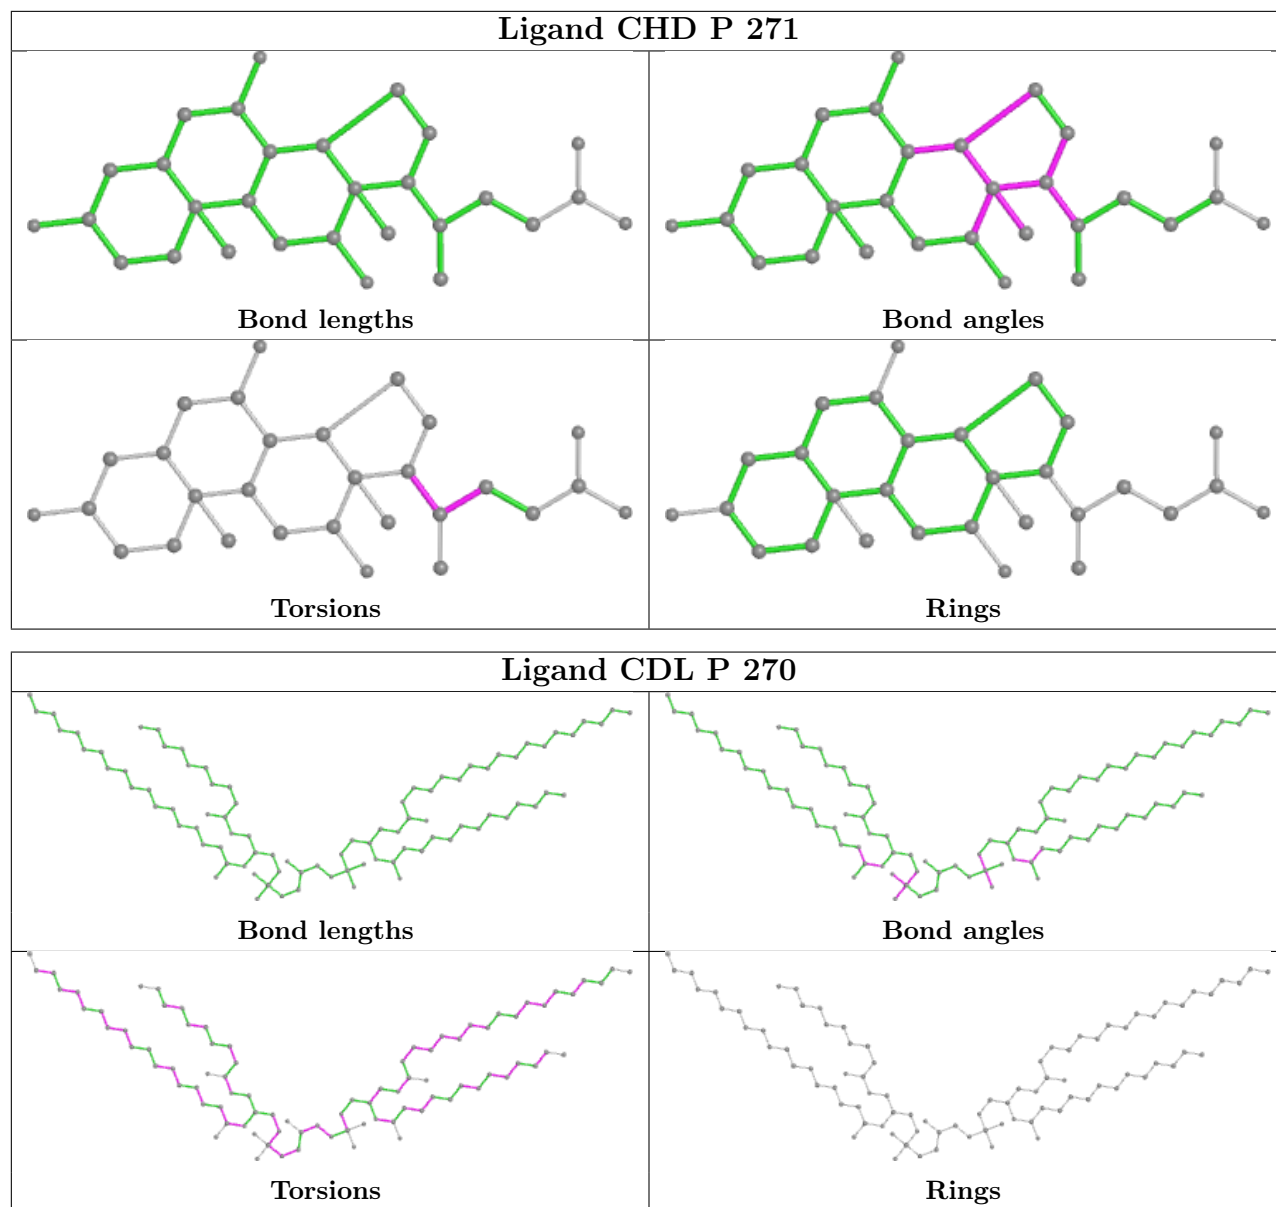 Ligand CHD P 271
Bond lengths
Bond angles
Torsions
Rings
Ligand CDL P 270
Bond lengths
Bond angles
Torsions
Rings